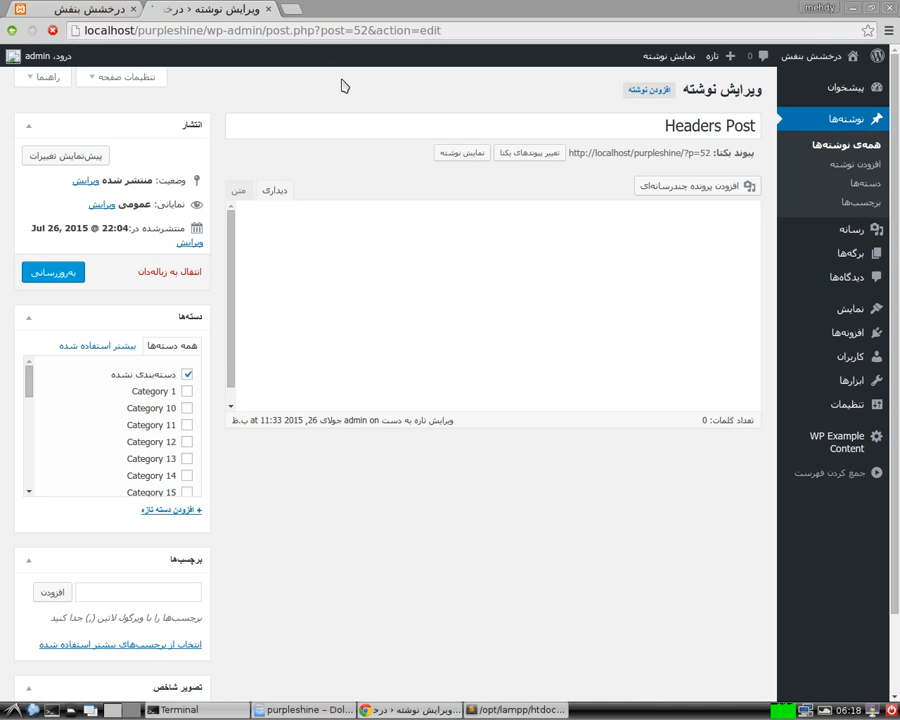 درخشش بنفش
ویرایش نوشته ‹ درخ
mehdy
localhost/purpleshine/wp-admin/post.php?post=52&action=edit
درخشش بنفش
0
تازه
نمایش نوشته
درود، admin
تنظیمات صفحه
راهنما
ویرایش نوشته
افزودن نوشته
Headers Post
پیوند یکتا: http://localhost/purpleshine/?p=52
تغییر پیوندهای یکتا
نمایش نوشته
افزودن پرونده چندرسانه‌ای
دیداری
متن
تعداد کلمات: 0
ویرایش تازه به دست admin on جولای 26, 2015 at 11:33 ب.ظ
پیشخوان
نوشته‌ها
همه‌ی نوشته‌ها
افزودن نوشته
دسته‌ها
برچسب‌ها
رسانه
برگه‌ها
دیدگاه‌ها
نمایش
افزونه‌ها
کاربران
ابزارها
تنظیمات
WP Example
Content
جمع کردن فهرست
انتشار
پیش‌نمایش تغییرات
وضعیت: منتشر شده ویرایش
نمایانی: عمومی ویرایش
منتشرشده در: Jul 26, 2015 @ 22:04
ویرایش
انتقال به زباله‌دان
به‌روزرسانی
دسته‌ها
همه دسته‌ها
بیشتر استفاده شده
دسته‌بندی نشده
Category 1
Category 10
Category 11
Category 12
Category 13
Category 14
Category 15
+ افزودن دسته تازه
برچسب‌ها
افزودن
برچسب‌ها را با ویرگول لاتین (,) جدا کنید
انتخاب از برچسب‌های بیشتر استفاده شده
تصویر شاخص
Terminal
purpleshine – Dol...
ویرایش نوشته ‹ درخ...
/opt/lampp/htdoc...
06:18